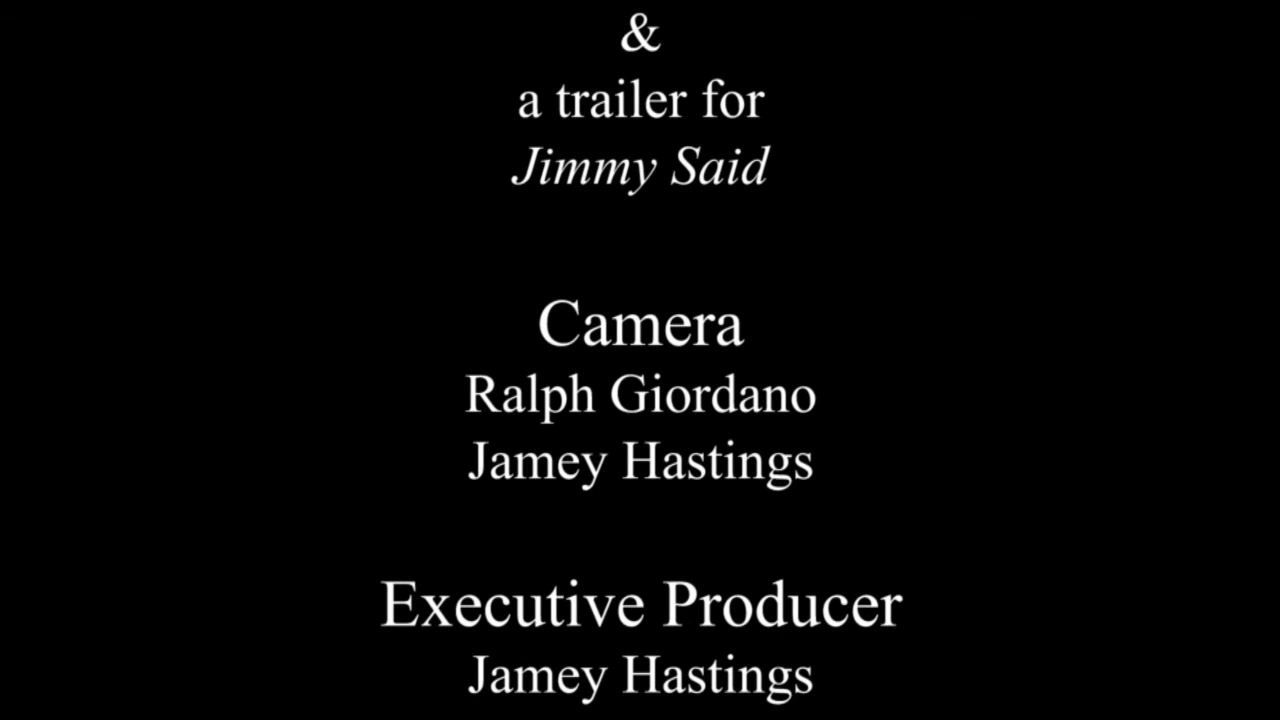 &
a trailer for
Jimmy Said
Camera
Ralph Giordano
Jamey Hastings
Executive Producer
Jamey Hastings